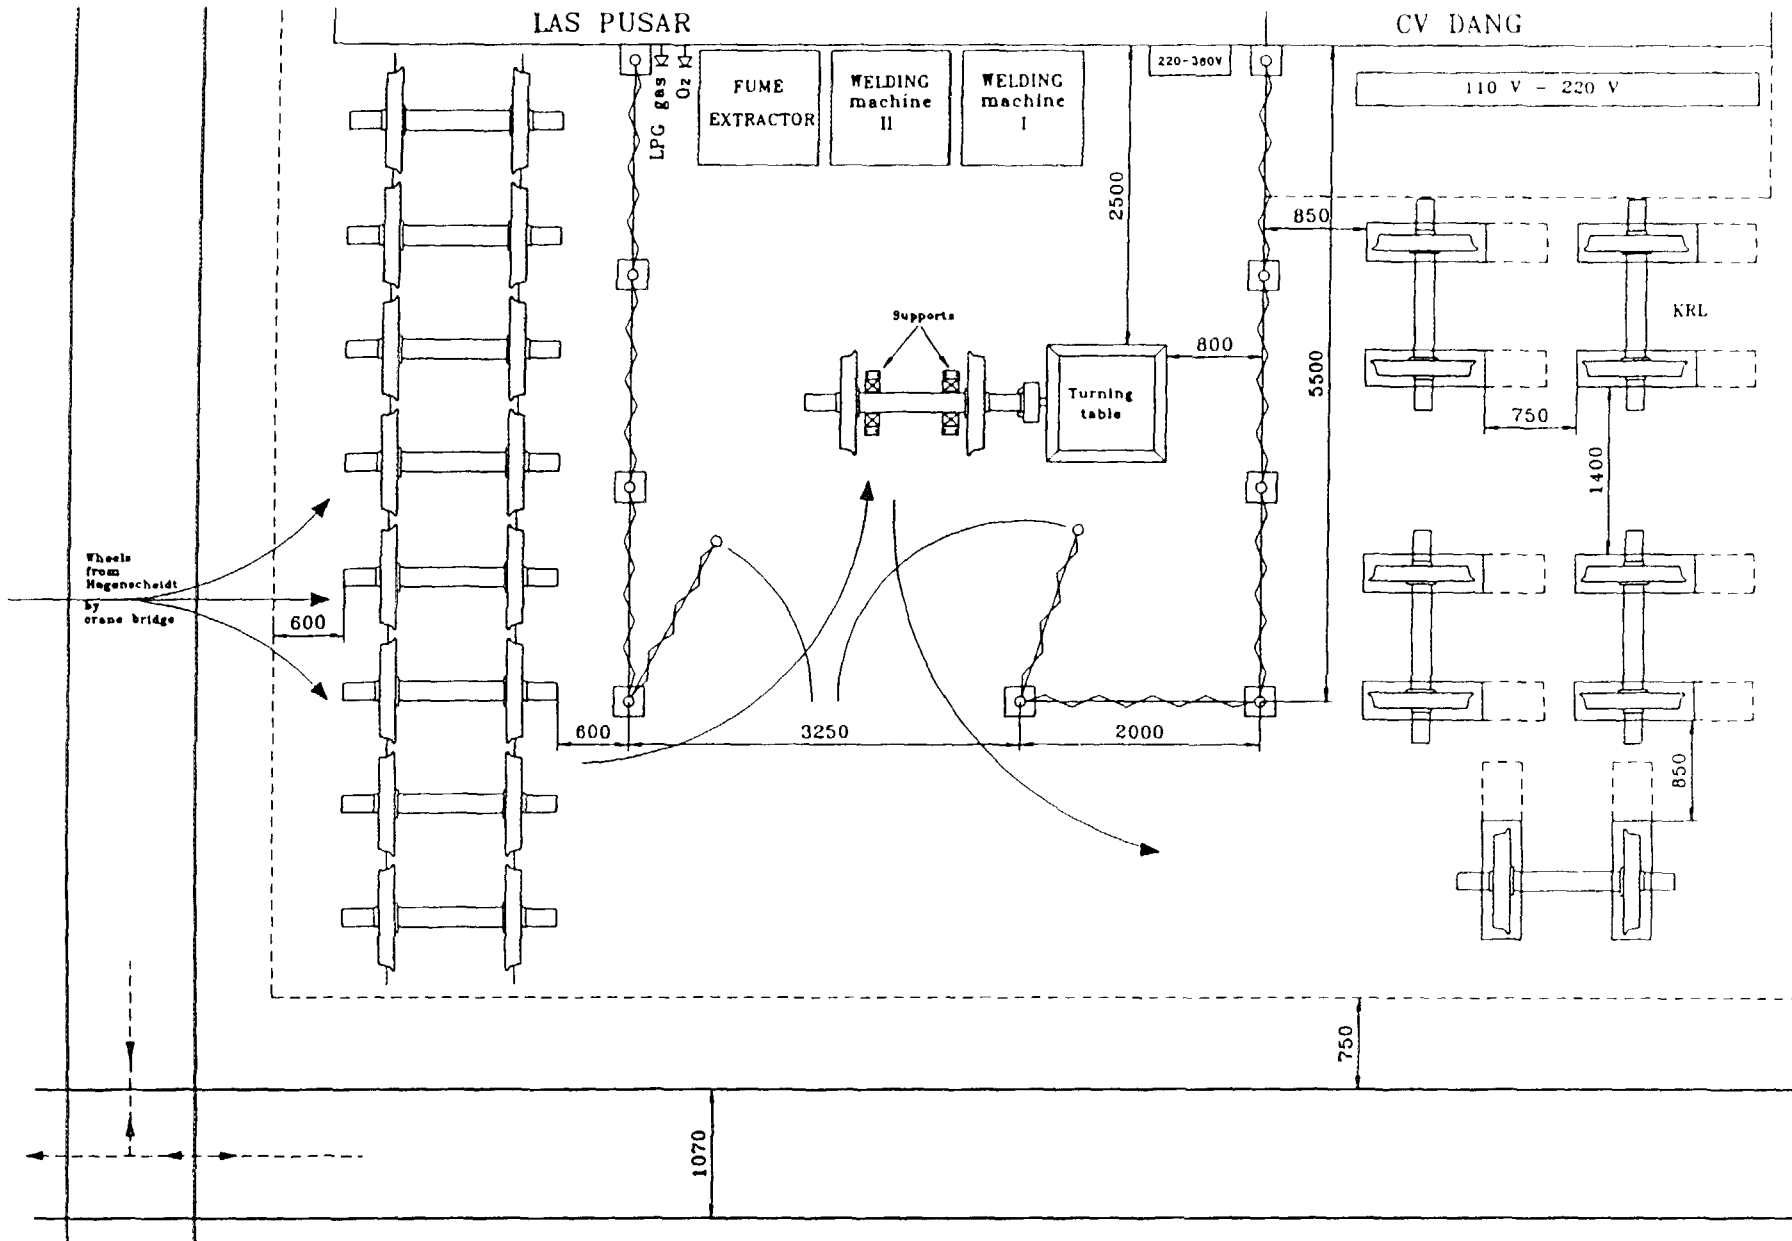 LAS PUSAR
CV DANG
LPG gas
O2
FUME
EXTRACTOR
WELDING
machine
II
WELDING
machine
I
220-380V
110 V - 220 V
2500
850
Supports
KRL
800
5500
Turning
table
750
1400
Wheels
from
Hegenscheidt
by
crane bridge
600
600
3250
2000
850
750
1070